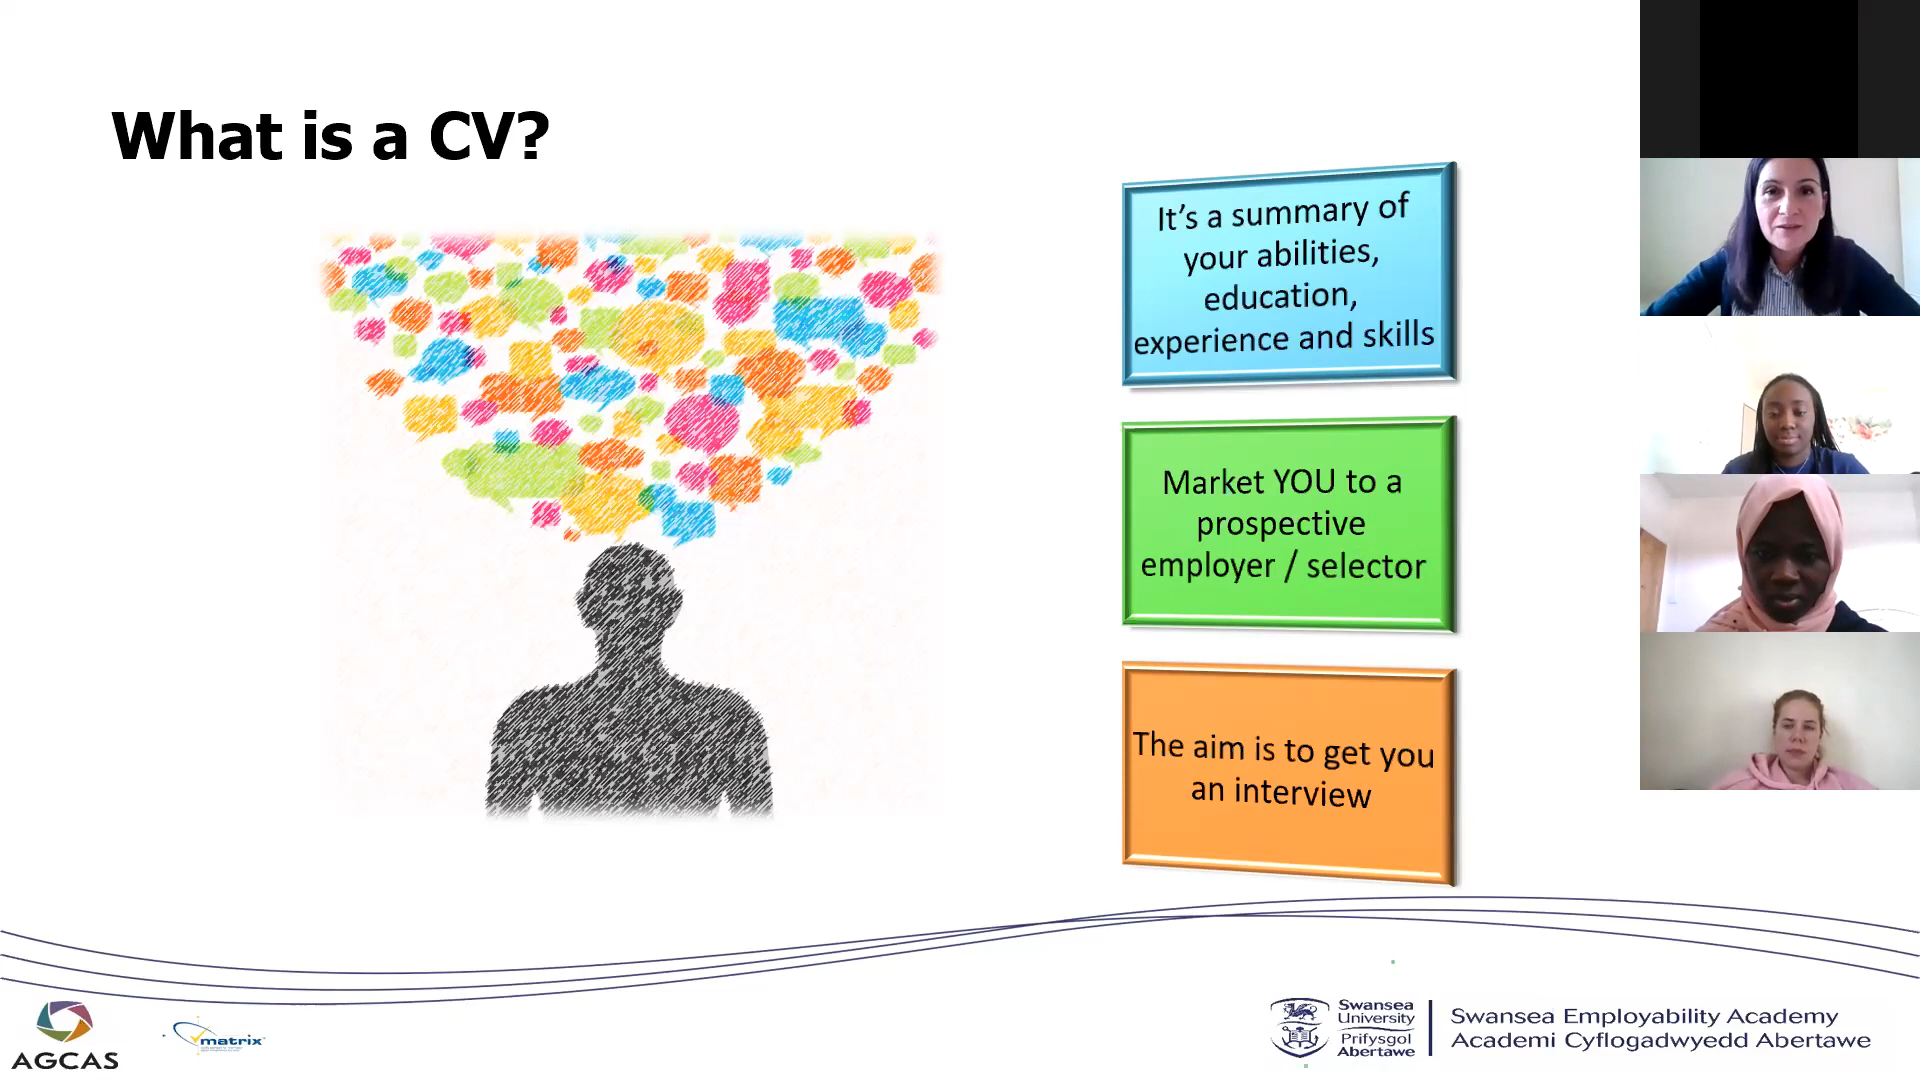 What is a CV?
It’s a summary of
your abilities,
education,
experience and skills
Market YOU to a
prospective
employer / selector
The aim is to get you
an interview
AGCAS
matrix
Swansea
University
Prifysgol
Abertawe
Swansea Employability Academy
Academi Cyflogadwyedd Abertawe